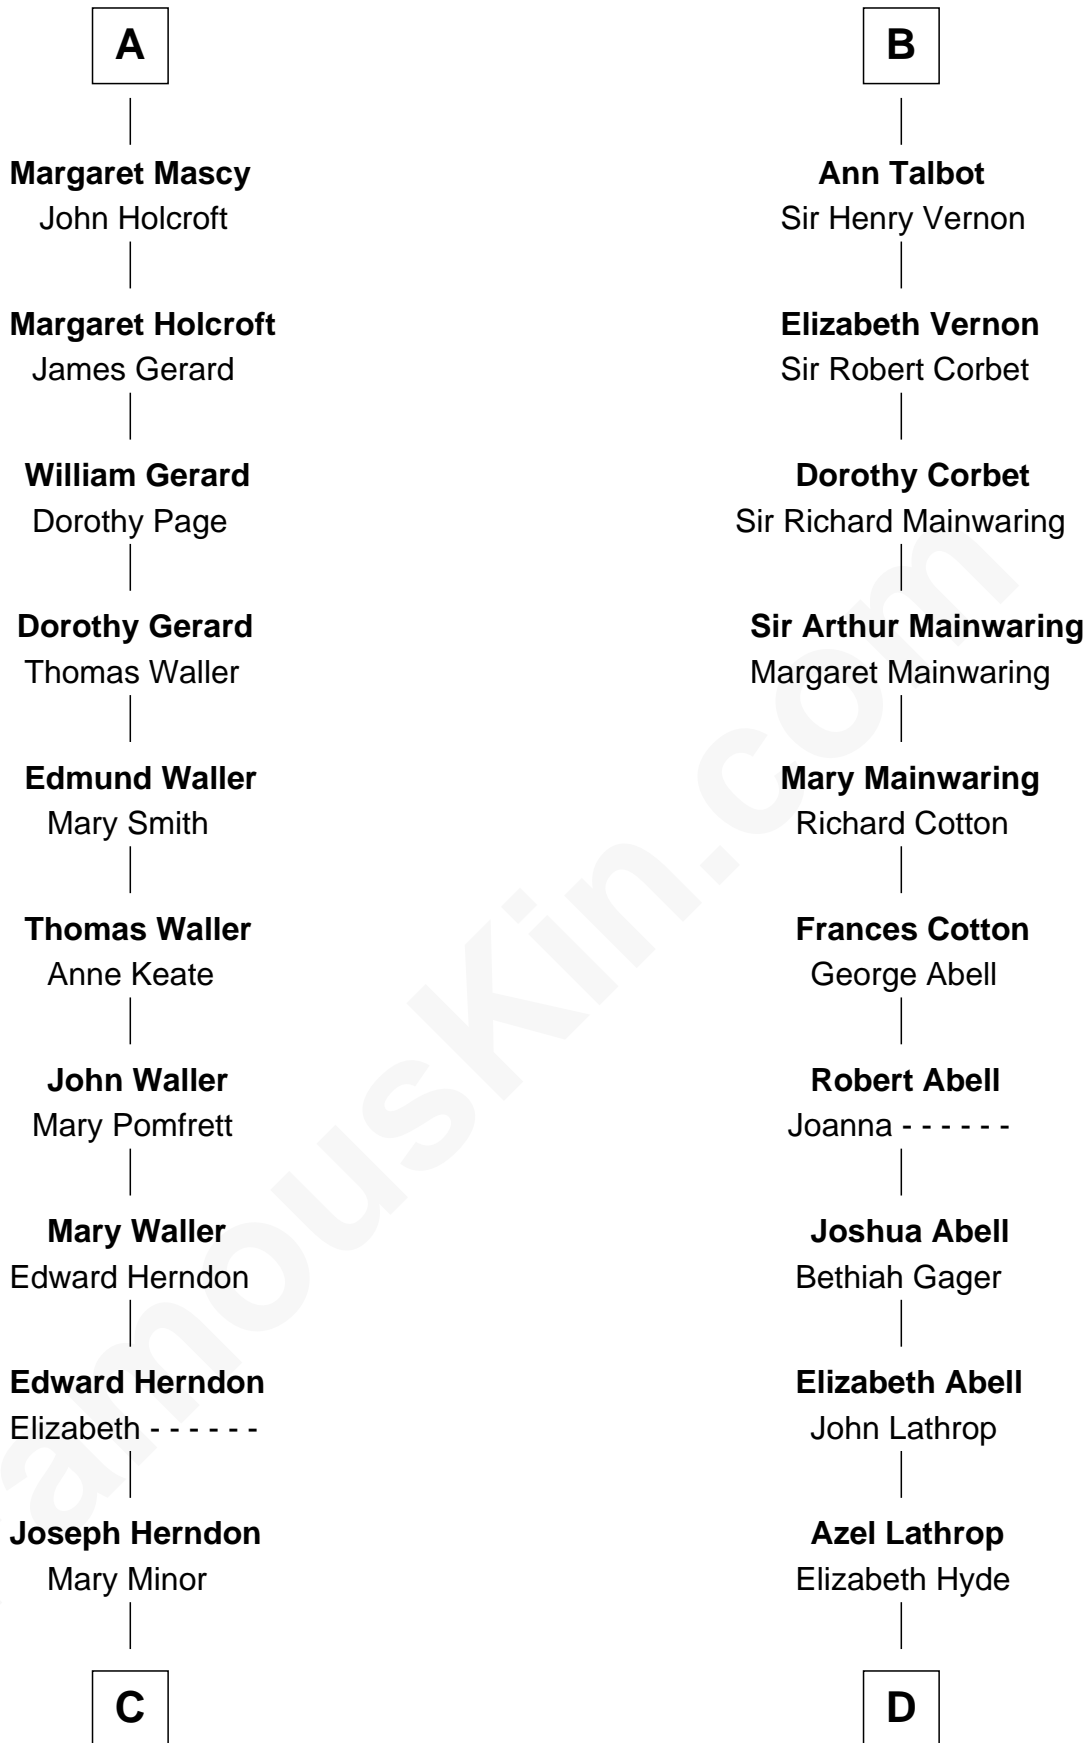 A
Margaret Mascy
John Holcroft
Margaret Holcroft
James Gerard
William Gerard
Dorothy Page
Dorothy Gerard
Thomas Waller
Edmund Waller
Mary Smith
Thomas Waller
Anne Keate
John Waller
Mary Pomfrett
Mary Waller
Edward Herndon
Edward Herndon
Elizabeth - - - - - -
Joseph Herndon
Mary Minor
C
B
Ann Talbot
Sir Henry Vernon
Elizabeth Vernon
Sir Robert Corbet
Dorothy Corbet
Sir Richard Mainwaring
Sir Arthur Mainwaring
Margaret Mainwaring
Mary Mainwaring
Richard Cotton
Frances Cotton
George Abell
Robert Abell
Joanna - - - - - -
Joshua Abell
Bethiah Gager
Elizabeth Abell
John Lathrop
Azel Lathrop
Elizabeth Hyde
D
amouskin.com